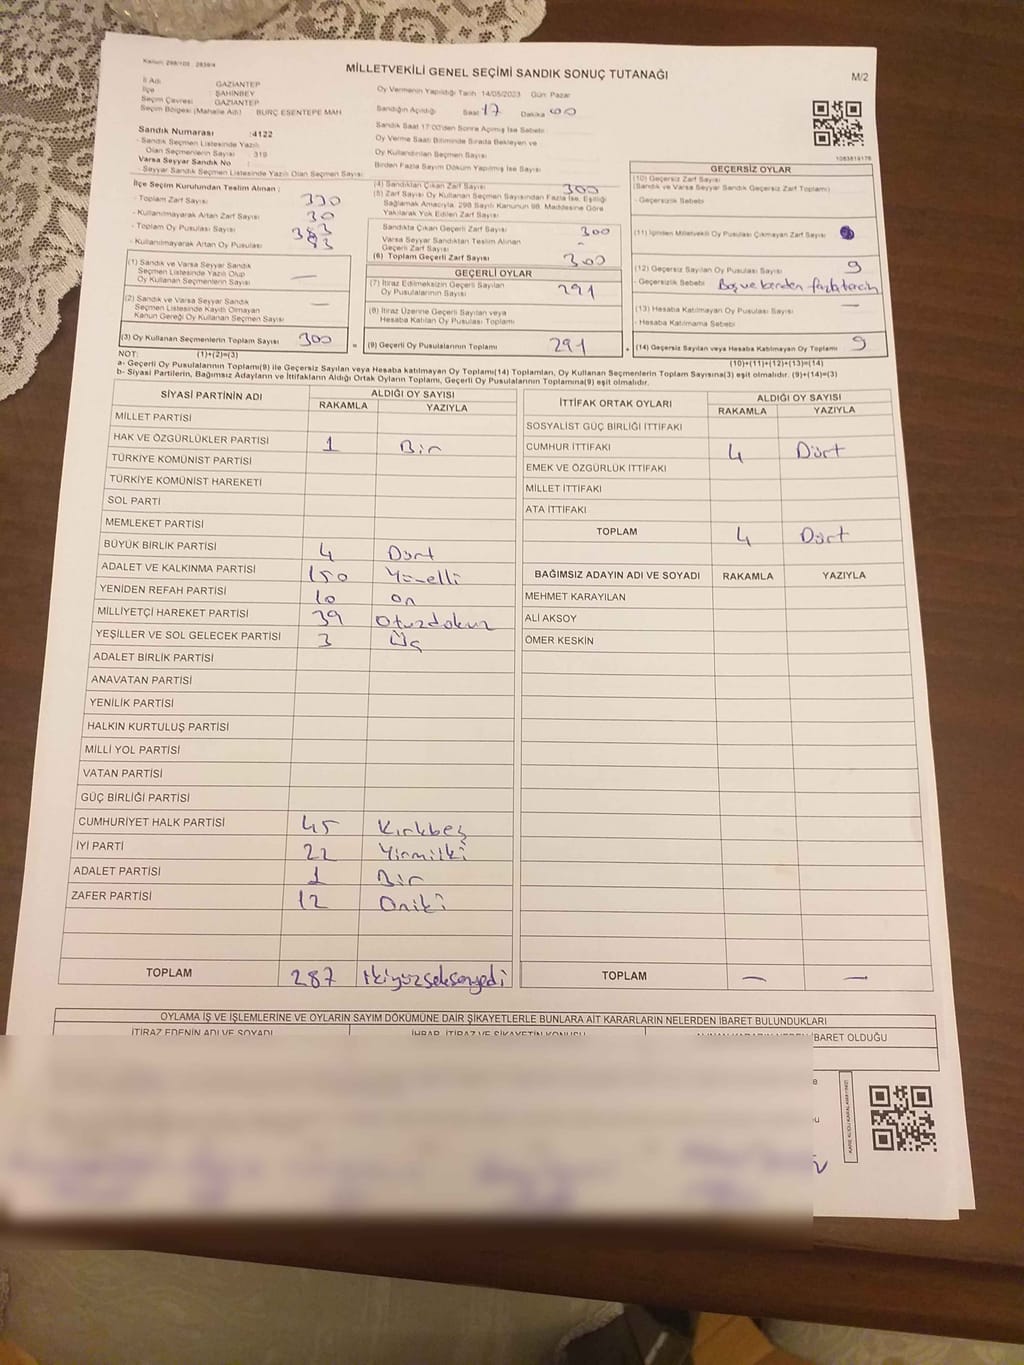 Kanun: 298/105 2839/4
MİLLETVEKİLİ GENEL SEÇİMİ SANDIK SONUÇ TUTANAĞI
M/2
İl Adı : GAZİANTEP
İlçe : ŞAHİNBEY
Seçim Çevresi : GAZİANTEP
Seçim Bölgesi (Mahalle Adı) : BURÇ ESENTEPE MAH
Oy Vermenin Yapıldığı Tarih 14/05/2023 Gün: Pazar
Sandığın Açıldığı Saat 17 Dakika 00
Sandık Saat 17:00'den Sonra Açılmış İse Sebebi
Oy Verme Saati Bitiminde Sırada Bekleyen ve
Oy Kullandırılan Seçmen Sayısı
Birden Fazla Sayım Döküm Yapılmış İse Sayısı
1083819176
Sandık Numarası : 4122
- Sandık Seçmen Listesinde Yazılı
Olan Seçmenlerin Sayısı : 319
Varsa Seyyar Sandık No :
- Seyyar Sandık Seçmen Listesinde Yazılı Olan Seçmen Sayısı
İlçe Seçim Kurulundan Teslim Alınan :
- Toplam Zarf Sayısı 330
- Kullanılmayarak Artan Zarf Sayısı 30
- Toplam Oy Pusulası 383
- Kullanılmayarak Artan Oy Pusulası 83
(1) Sandık ve Varsa Seyyar Sandık
Seçmen Listesinde Yazılı Olup
Oy Kullanan Seçmenlerin Sayısı —
(2) Sandık ve Varsa Seyyar Sandık
Seçmen Listesinde Kayıtlı Olmayan
Kanun Gereği Oy Kullanan Seçmen Sayısı —
(3) Oy Kullanan Seçmenlerin Toplam Sayısı 300
(4) Sandıktan Çıkan Zarf Sayısı 300
(5) Zarf Sayısı Oy Kullanan Seçmen Sayısından Fazla İse, Eşitliği
Sağlamak Amacıyla, 298 Sayılı Kanunun 98. Maddesine Göre
Yakılarak Yok Edilen Zarf Sayısı
Sandıkta Çıkan Geçerli Zarf Sayısı 300
Varsa Seyyar Sandıktan Teslim Alınan
Geçerli Zarf Sayısı
(6) Toplam Geçerli Zarf Sayısı 300
GEÇERLİ OYLAR
(7) İtiraz Edilmeksizin Geçerli Sayılan
Oy Pusulalarının Sayısı 291
(8) İtiraz Üzerine Geçerli Sayılan veya
Hesaba Katılan Oy Pusulası Toplamı
= (9) Geçerli Oy Pusulalarının Toplamı 291
GEÇERSİZ OYLAR
(10) Geçersiz Zarf Sayısı
(Sandık ve Varsa Seyyar Sandık Geçersiz Zarf Toplamı)
- Geçersizlik Sebebi
(11) İçinden Milletvekili Oy Pusulası Çıkmayan Zarf Sayısı
(12) Geçersiz Sayılan Oy Pusulası Sayısı 9
- Geçersizlik Sebebi Boş ve birden fazla tercih
(13) Hesaba Katılmayan Oy Pusulası Sayısı —
- Hesaba Katılmama Sebebi
+ (14) Geçersiz Sayılan veya Hesaba Katılmayan Oy Toplamı 9
NOT: (1)+(2)=(3)
(10)+(11)+(12)+(13)=(14)
a- Geçerli Oy Pusulalarının Toplamı(9) ile Geçersiz Sayılan veya Hesaba katılmayan Oy Toplamı(14) Toplamları, Oy Kullanan Seçmenlerin Toplam Sayısına(3) eşit olmalıdır. (9)+(14)=(3)
b- Siyasi Partilerin, Bağımsız Adayların ve İttifakların Aldığı Ortak Oyların Toplamı, Geçerli Oy Pusulalarının Toplamına(9) eşit olmalıdır.
SİYASİ PARTİNİN ADI ALDIĞI OY SAYISI
RAKAMLA YAZIYLA
MİLLET PARTİSİ
HAK VE ÖZGÜRLÜKLER PARTİSİ 1 Bir
TÜRKİYE KOMÜNİST PARTİSİ
TÜRKİYE KOMÜNİST HAREKETİ
SOL PARTİ
MEMLEKET PARTİSİ
BÜYÜK BİRLİK PARTİSİ 4 Dört
ADALET VE KALKINMA PARTİSİ 150 Yüzelli
YENİDEN REFAH PARTİSİ 10 on
MİLLİYETÇİ HAREKET PARTİSİ 39 otuzdokuz
YEŞİLLER VE SOL GELECEK PARTİSİ 3 Üç
ADALET BİRLİK PARTİSİ
ANAVATAN PARTİSİ
YENİLİK PARTİSİ
HALKIN KURTULUŞ PARTİSİ
MİLLİ YOL PARTİSİ
VATAN PARTİSİ
GÜÇ BİRLİĞİ PARTİSİ
CUMHURİYET HALK PARTİSİ 45 Kırkbeş
İYİ PARTİ 22 Yirmiiki
ADALET PARTİSİ 1 Bir
ZAFER PARTİSİ 12 Oniki
TOPLAM 287 ikiyüzseksenyedi
İTTİFAK ORTAK OYLARI ALDIĞI OY SAYISI
RAKAMLA YAZIYLA
SOSYALİST GÜÇ BİRLİĞİ İTTİFAKI
CUMHUR İTTİFAKI 4 Dört
EMEK VE ÖZGÜRLÜK İTTİFAKI
MİLLET İTTİFAKI
ATA İTTİFAKI
TOPLAM 4 Dört
BAĞIMSIZ ADAYIN ADI VE SOYADI RAKAMLA YAZIYLA
MEHMET KARAYILAN
ALİ AKSOY
ÖMER KESKİN
TOPLAM — —
OYLAMA İŞ VE İŞLEMLERİNE VE OYLARIN SAYIM DÖKÜMÜNE DAİR ŞİKAYETLERLE BUNLARA AİT KARARLARIN NELERDEN İBARET BULUNDUKLARI
İTİRAZ EDENİN ADI VE SOYADI İHBAR, İTİRAZ VE ŞİKAYETİN KONUSU İBARET OLDUĞU